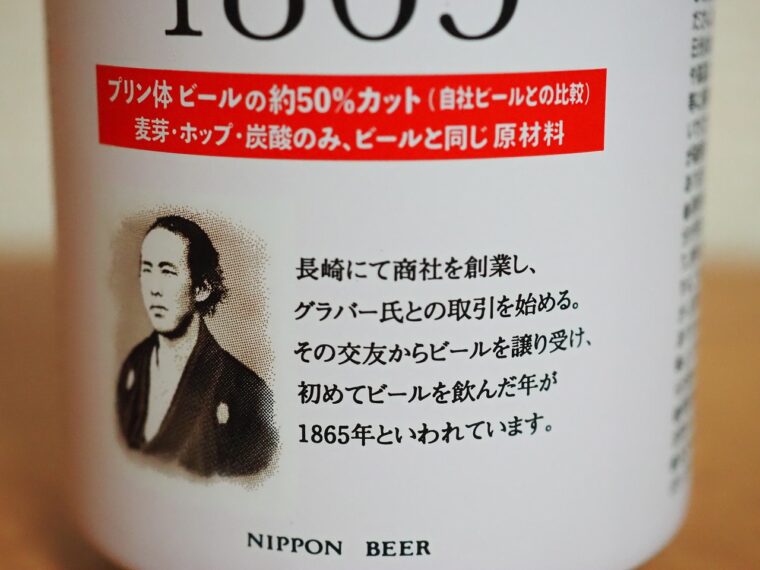 1865
プリン体 ビールの約50%カット（自社ビールとの比較）
麦芽・ホップ・炭酸のみ、ビールと同じ原材料
長崎にて商社を創業し、
グラバー氏との取引を始める。
その交友からビールを譲り受け、
初めてビールを飲んだ年が
1865年といわれています。
NIPPON BEER